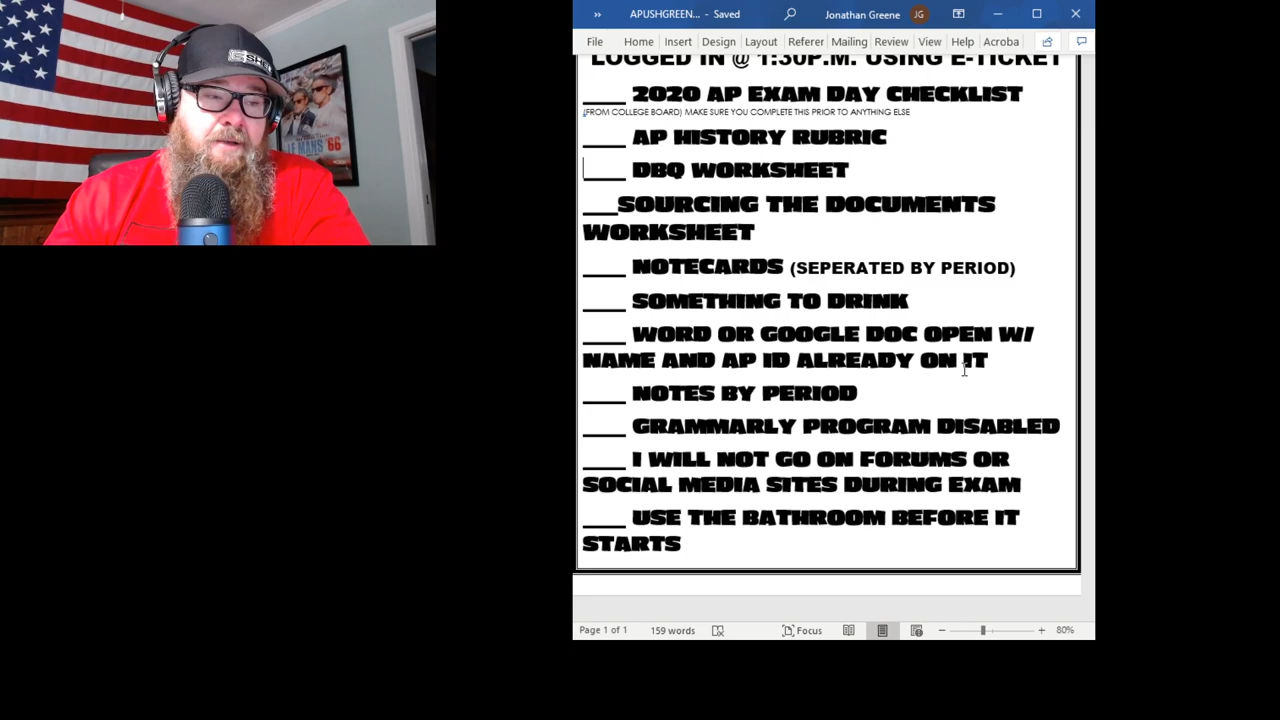 APUSHGREEN... - Saved
Jonathan Greene JG
File Home Insert Design Layout Referer Mailing Review View Help Acroba
LOGGED IN @ 1:30P.M. USING E-TICKET
____ 2020 AP EXAM DAY CHECKLIST
(FROM COLLEGE BOARD) MAKE SURE YOU COMPLETE THIS PRIOR TO ANYTHING ELSE
____ AP HISTORY RUBRIC
____ DBQ WORKSHEET
___SOURCING THE DOCUMENTS
WORKSHEET
____ NOTECARDS (SEPERATED BY PERIOD)
____ SOMETHING TO DRINK
____ WORD OR GOOGLE DOC OPEN W/
NAME AND AP ID ALREADY ON IT
____ NOTES BY PERIOD
____ GRAMMARLY PROGRAM DISABLED
____ I WILL NOT GO ON FORUMS OR
SOCIAL MEDIA SITES DURING EXAM
____ USE THE BATHROOM BEFORE IT
STARTS
Page 1 of 1 159 words Focus 80%
LE MANS '66